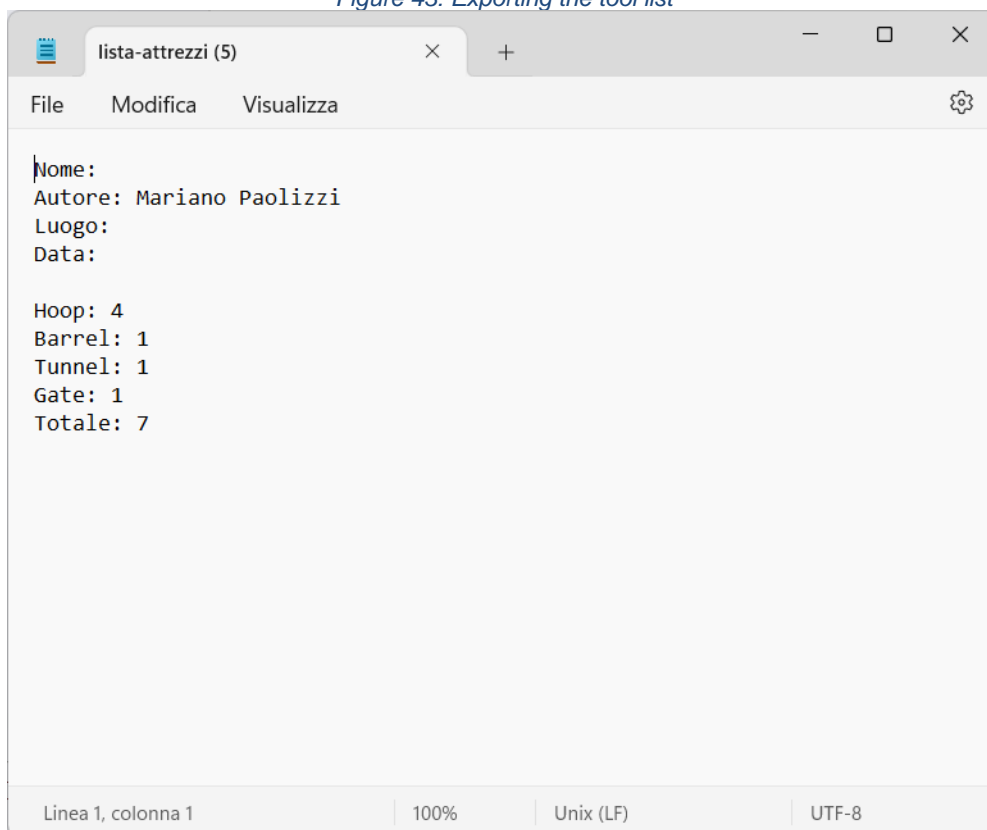 Figure 43. Exporting the tool list
lista-attrezzi (5)
File Modifica Visualizza
Nome:
Autore: Mariano Paolizzi
Luogo:
Data:
Hoop: 4
Barrel: 1
Tunnel: 1
Gate: 1
Totale: 7
Linea 1, colonna 1 100% Unix (LF) UTF-8